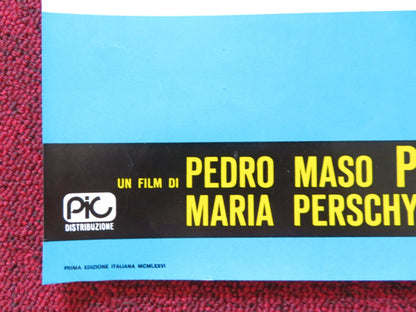 UN FILM DI PEDRO MASO P
MARIA PERSCHY
PIC
DISTRIBUZIONE
PRIMA EDIZIONE ITALIANA MCMLXXVI